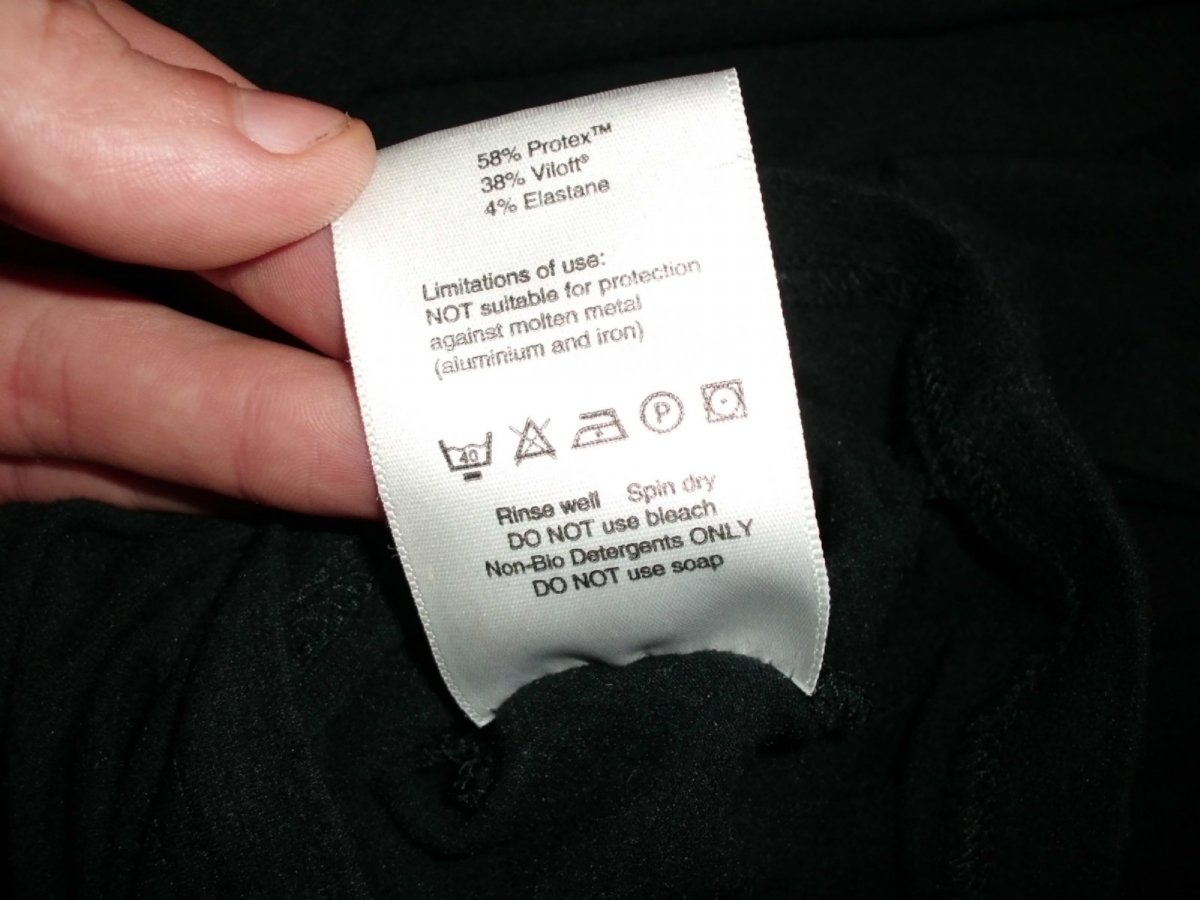 58% Protex™
38% Viloft®
4% Elastane
Limitations of use:
NOT suitable for protection
against molten metal
(aluminium and iron)
40 P
Rinse well Spin dry
DO NOT use bleach
Non-Bio Detergents ONLY
DO NOT use soap